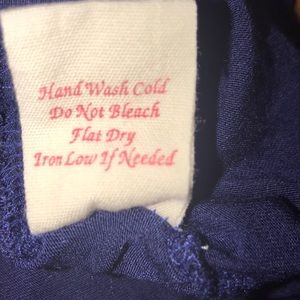 Hand Wash Cold
Do Not Bleach
Flat Dry
Iron Low If Needed